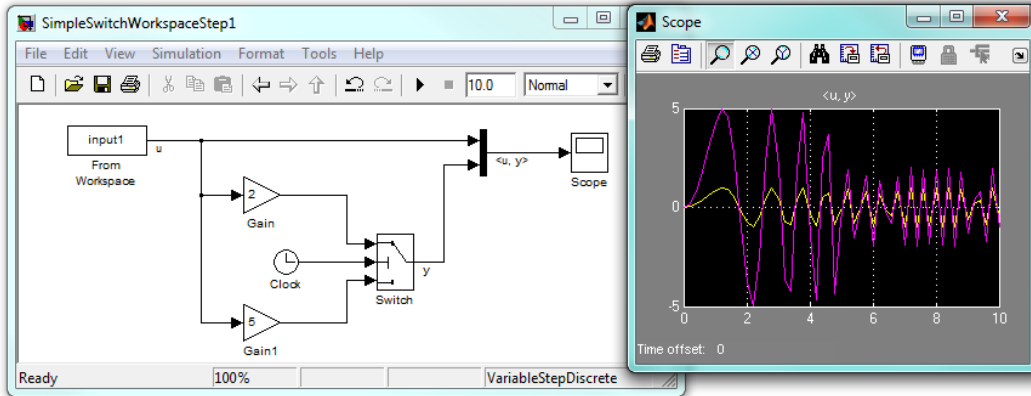 SimpleSwitchWorkspaceStep1
File Edit View Simulation Format Tools Help
10.0 Normal
input1
From
Workspace
u
2
Gain
Clock
5
Gain1
Switch
y
<u, y>
Scope
Ready 100% VariableStepDiscrete
Scope
<u, y>
5
0
-5
0 2 4 6 8 10
Time offset: 0